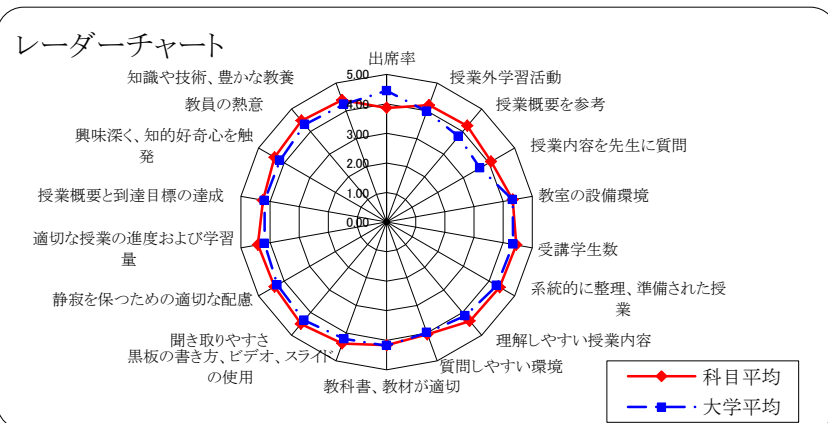 レーダーチャート
出席率
授業外学習活動
授業概要を参考
授業内容を先生に質問
教室の設備環境
受講学生数
系統的に整理、準備された授
業
理解しやすい授業内容
質問しやすい環境
教科書、教材が適切
黒板の書き方、ビデオ、スライド
の使用
聞き取りやすさ
静寂を保つための適切な配慮
適切な授業の進度および学習
量
授業概要と到達目標の達成
興味深く、知的好奇心を触
発
教員の熱意
知識や技術、豊かな教養
5.00
4.00
3.00
2.00
1.00
0.00
科目平均
大学平均